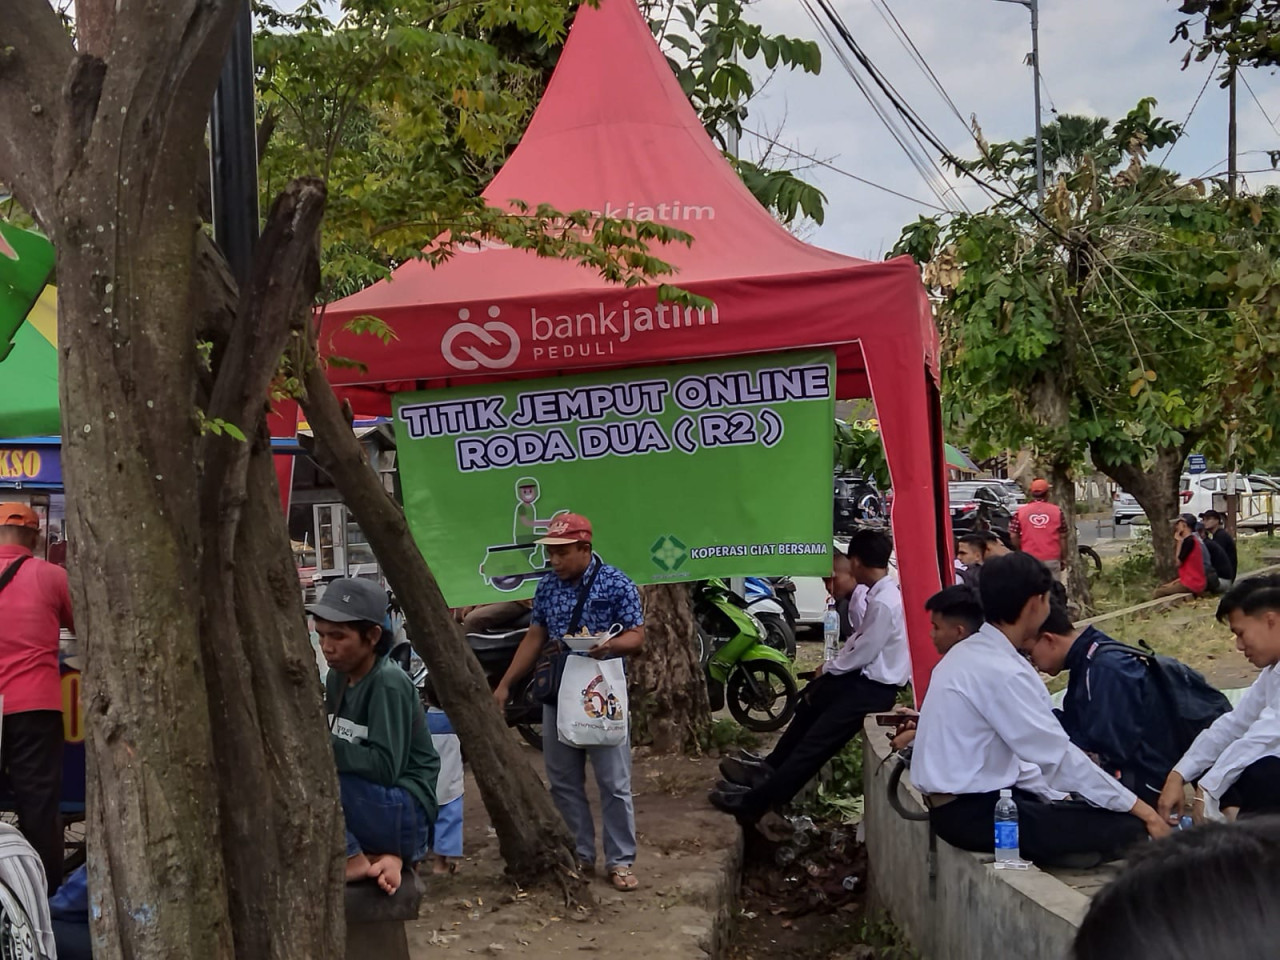 bankjatim
bankjatim
PEDULI
TITIK JEMPUT ONLINE
RODA DUA ( R2 )
KOPERASI GIAT BERSAMA
KSO